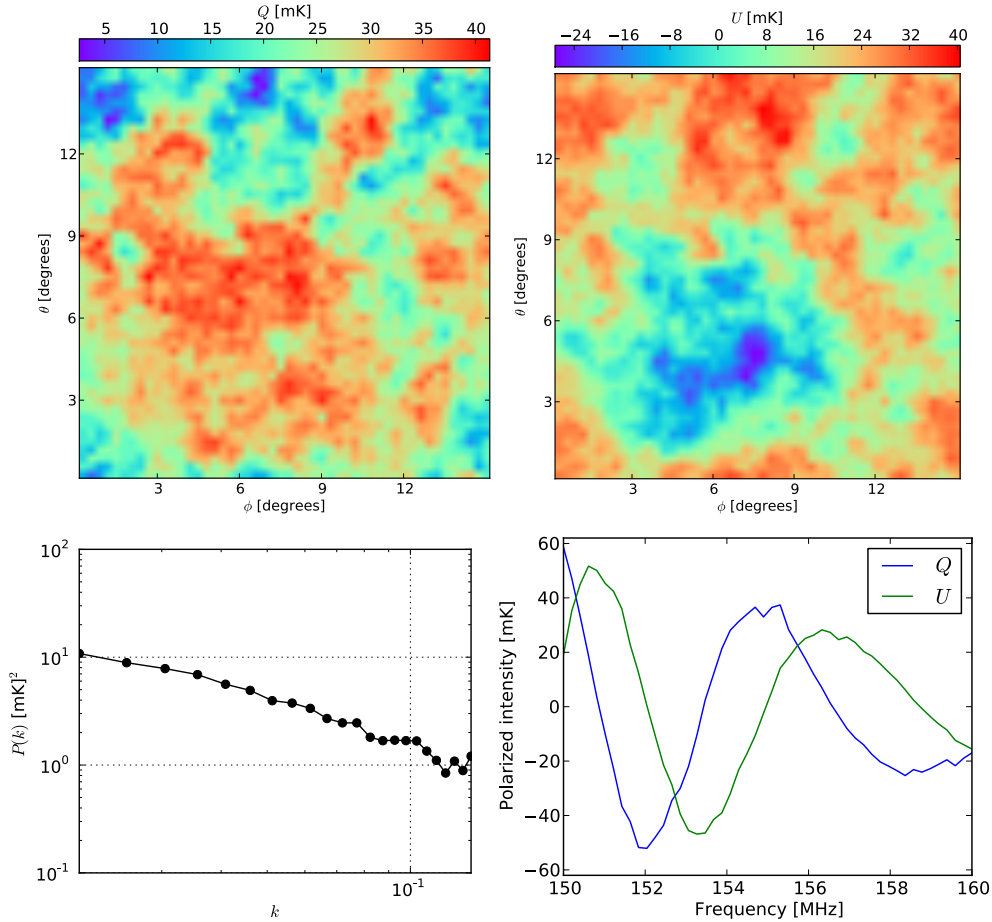 Q [mK]
5 10 15 20 25 30 35 40
12
9
6
3
θ [degrees]
3 6 9 12
ϕ [degrees]
U [mK]
−24 −16 −8 0 8 16 24 32 40
12
9
6
3
θ [degrees]
3 6 9 12
ϕ [degrees]
10²
10¹
10⁰
10⁻¹
P(k) [mK]²
10⁻¹
k
60
40
20
0
−20
−40
−60
Polarized intensity [mK]
Q
U
150 152 154 156 158 160
Frequency [MHz]